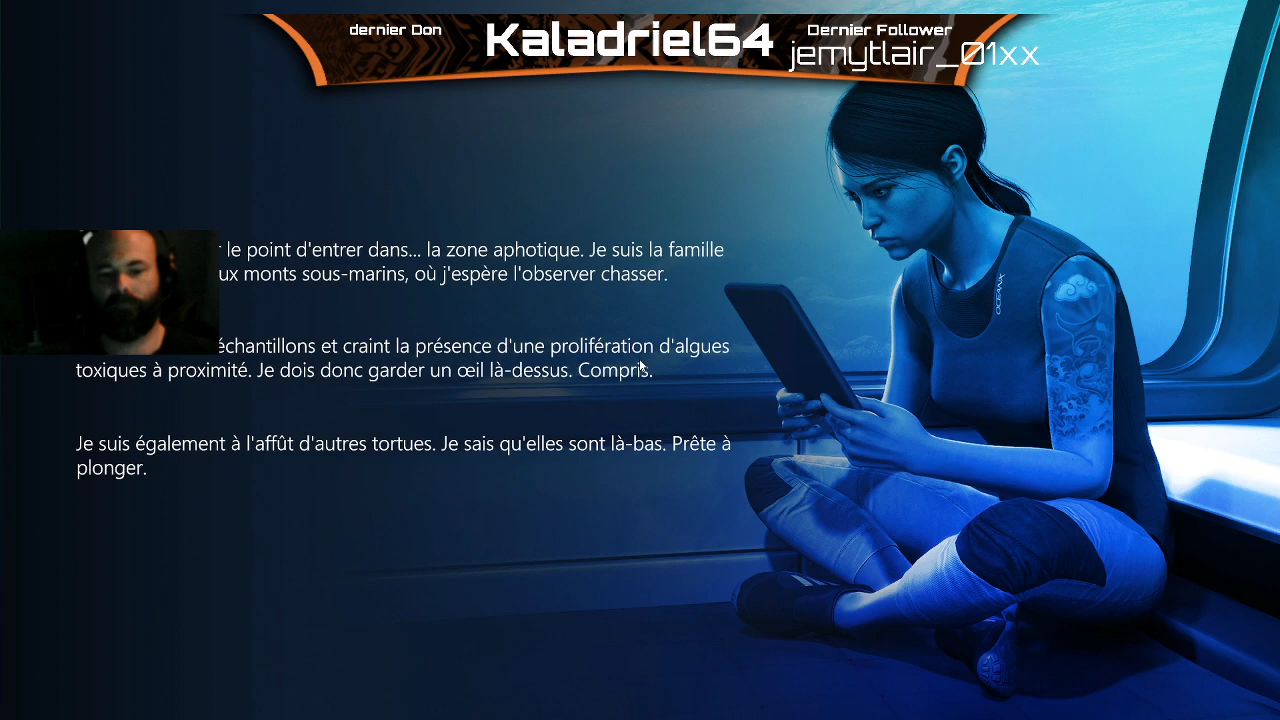 dernier Don
Kaladriel64
Dernier Follower
jemytlair_01xx
le point d'entrer dans... la zone aphotique. Je suis la famille
monts sous-marins, où j'espère l'observer chasser.
échantillons et craint la présence d'une prolifération d'algues
toxiques à proximité. Je dois donc garder un œil là-dessus. Compris.
Je suis également à l'affût d'autres tortues. Je sais qu'elles sont là-bas. Prête à
plonger.
OCEANX